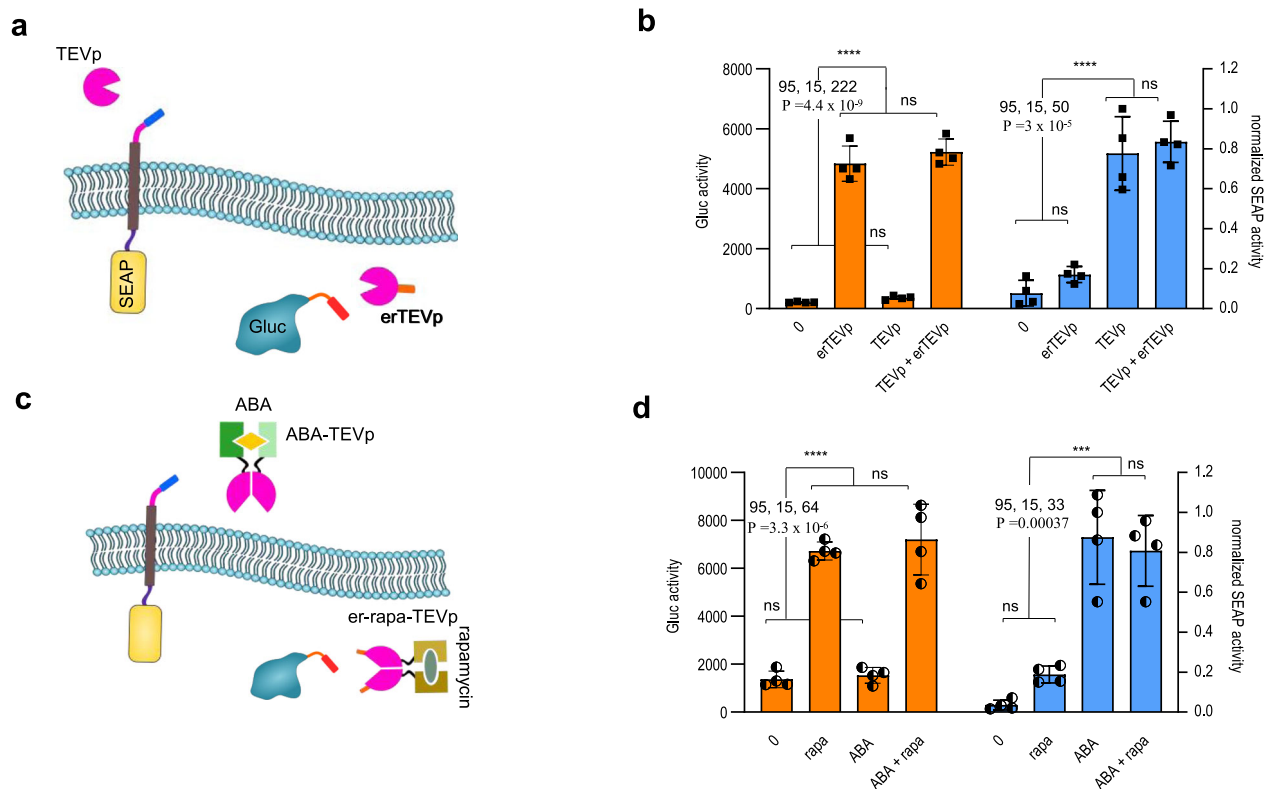 a
TEVp
SEAP
Gluc
erTEVp
b
8000
6000
4000
2000
0
Gluc activity
****
95, 15, 222
P =4.4 x 10⁻⁹
ns
ns
****
95, 15, 50
P =3 x 10⁻⁵
ns
ns
1.2
1.0
0.8
0.6
0.4
0.2
0.0
normalized SEAP activity
0
erTEVp
TEVp
TEVp + erTEVp
0
erTEVp
TEVp
TEVp + erTEVp
c
ABA
ABA-TEVp
er-rapa-TEVp
rapamycin
d
10000
8000
6000
4000
2000
0
Gluc activity
****
ns
95, 15, 64
P =3.3 x 10⁻⁶
ns
***
ns
95, 15, 33
P =0.00037
ns
1.2
1.0
0.8
0.6
0.4
0.2
0.0
normalized SEAP activity
0
rapa
ABA
ABA + rapa
0
rapa
ABA
ABA + rapa